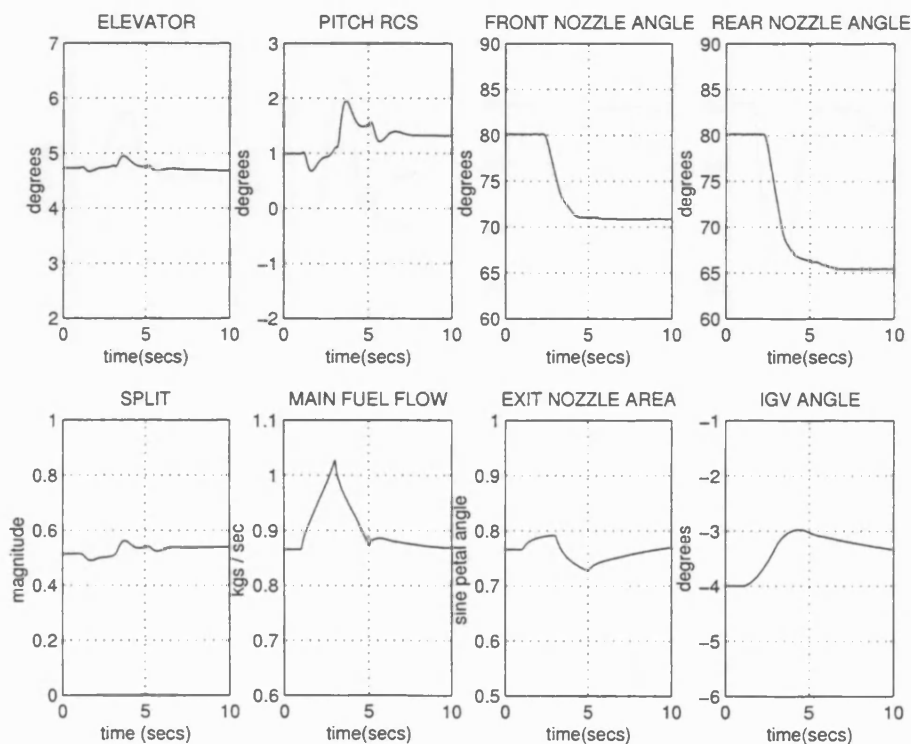 ELEVATOR PITCH RCS FRONT NOZZLE ANGLE REAR NOZZLE ANGLE
7 3 90 90
6 2 85 85
5 1 80 80
4 0 75 75
3 −1 70 70
2 −2 65 65
60 60
degrees degrees degrees degrees
0 5 10 0 5 10 0 5 10 0 5 10
time(secs) time(secs) time(secs) time(secs)
SPLIT MAIN FUEL FLOW EXIT NOZZLE AREA IGV ANGLE
1 1.1 1 −1
0.8 1 0.9 −2
0.6 0.9 0.8 −3
0.4 0.8 0.7 −4
0.2 0.7 0.6 −5
0 0.6 0.5 −6
magnitude kgs / sec sine petal angle degrees
0 5 10 0 5 10 0 5 10 0 5 10
time (secs) time(secs) time(secs) time(secs)